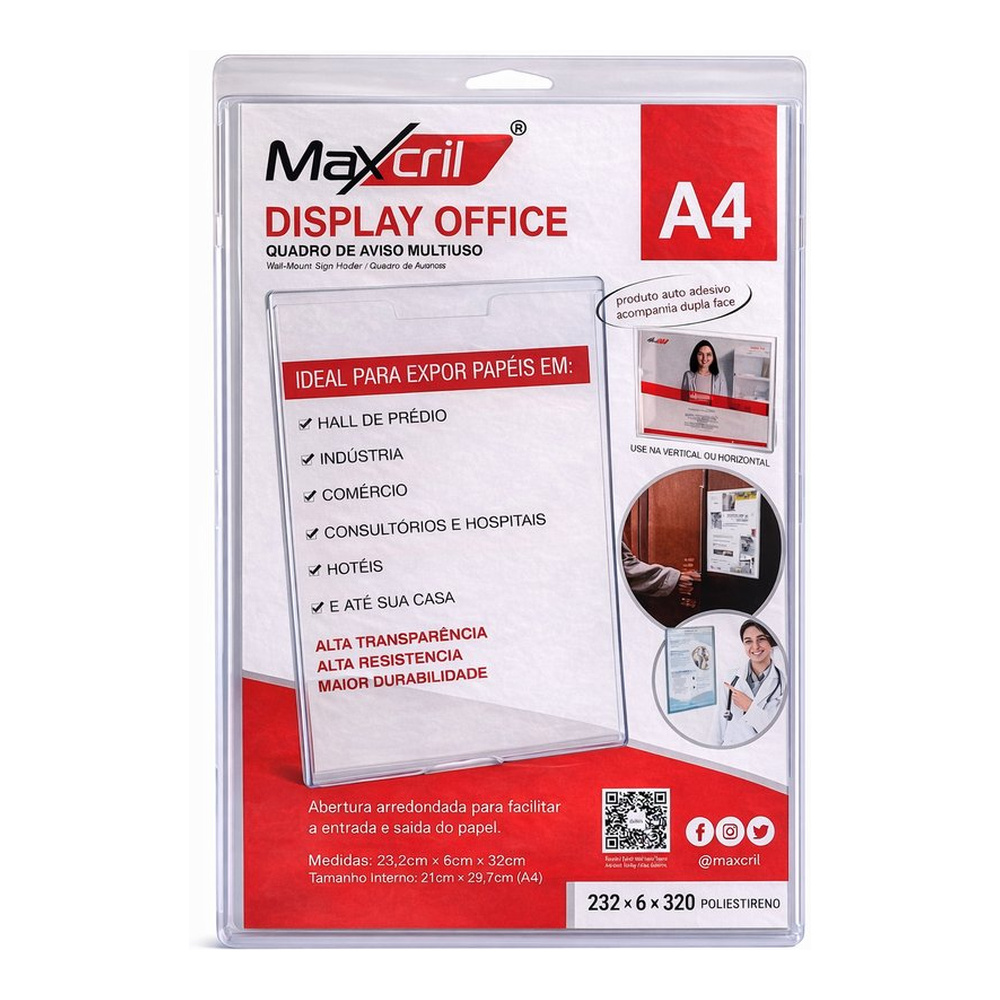 Maxcril®
DISPLAY OFFICE
QUADRO DE AVISO MULTIUSO
Wall-Mount Sign Hoder / Quadro de
A4
produto auto adesivo
acompanha dupla face
IDEAL PARA EXPOR PAPÉIS EM:
HALL DE PRÉDIO
INDÚSTRIA
COMÉRCIO
CONSULTÓRIOS E HOSPITAIS
HOTÉIS
E ATÉ SUA CASA
ALTA TRANSPARÊNCIA
ALTA RESISTENCIA
MAIOR DURABILIDADE
USE NA VERTICAL OU HORIZONTAL
Abertura arredondada para facilitar
a entrada e saida do papel.
Medidas: 23,2cm × 6cm × 32cm
Tamanho Interno: 21cm × 29,7cm (A4)
@maxcril
232 × 6 × 320 POLIESTIRENO